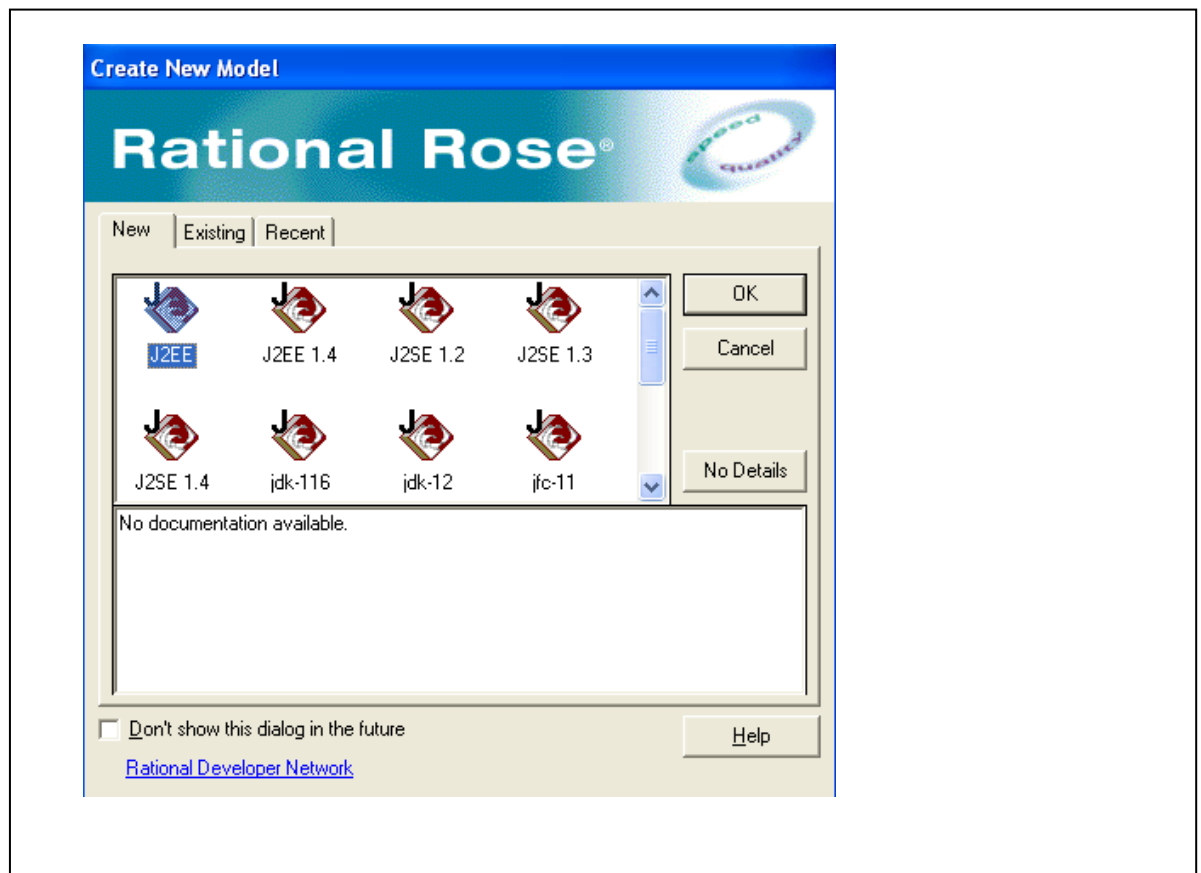 Create New Model
Rational Rose®
speed
quality
New Existing Recent
OK
J2EE J2EE 1.4 J2SE 1.2 J2SE 1.3
Cancel
J2SE 1.4 jdk-116 jdk-12 jfc-11
No Details
No documentation available.
Don't show this dialog in the future
Help
Rational Developer Network